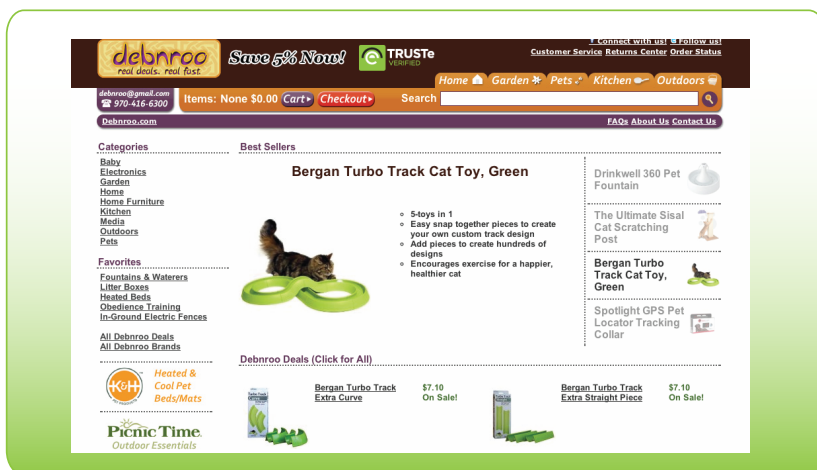 Connect with us! Follow us!
debnroo
real deals. real fast.
Save 5% Now!
TRUSTe
VERIFIED
Customer Service Returns Center Order Status
Home Garden Pets Kitchen Outdoors
debnroo@gmail.com
970-416-6300
Items: None $0.00 Cart Checkout Search
Debnroo.com
FAQs About Us Contact Us
Categories
Baby
Electronics
Garden
Home
Home Furniture
Kitchen
Media
Outdoors
Pets
Favorites
Fountains & Waterers
Litter Boxes
Heated Beds
Obedience Training
In-Ground Electric Fences
All Debnroo Deals
All Debnroo Brands
K&H
Heated &
Cool Pet
Beds/Mats
Picnic Time
Outdoor Essentials
Best Sellers
Bergan Turbo Track Cat Toy, Green
5-toys in 1
Easy snap together pieces to create
your own custom track design
Add pieces to create hundreds of
designs
Encourages exercise for a happier,
healthier cat
Drinkwell 360 Pet
Fountain
The Ultimate Sisal
Cat Scratching
Post
Bergan Turbo
Track Cat Toy,
Green
Spotlight GPS Pet
Locator Tracking
Collar
Debnroo Deals (Click for All)
Bergan Turbo Track
Extra Curve
$7.10
On Sale!
Bergan Turbo Track
Extra Straight Piece
$7.10
On Sale!